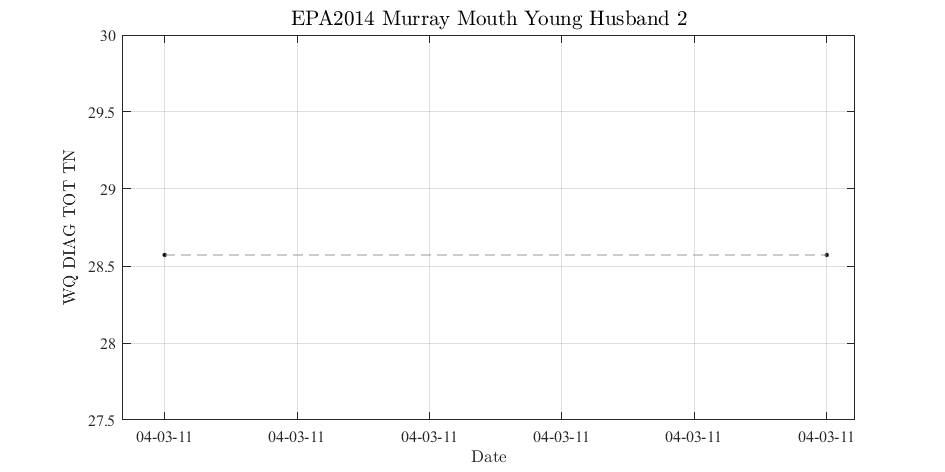 EPA2014 Murray Mouth Young Husband 2
30
29.5
29
28.5
28
27.5
WQ DIAG TOT TN
04-03-11 04-03-11 04-03-11 04-03-11 04-03-11 04-03-11
Date